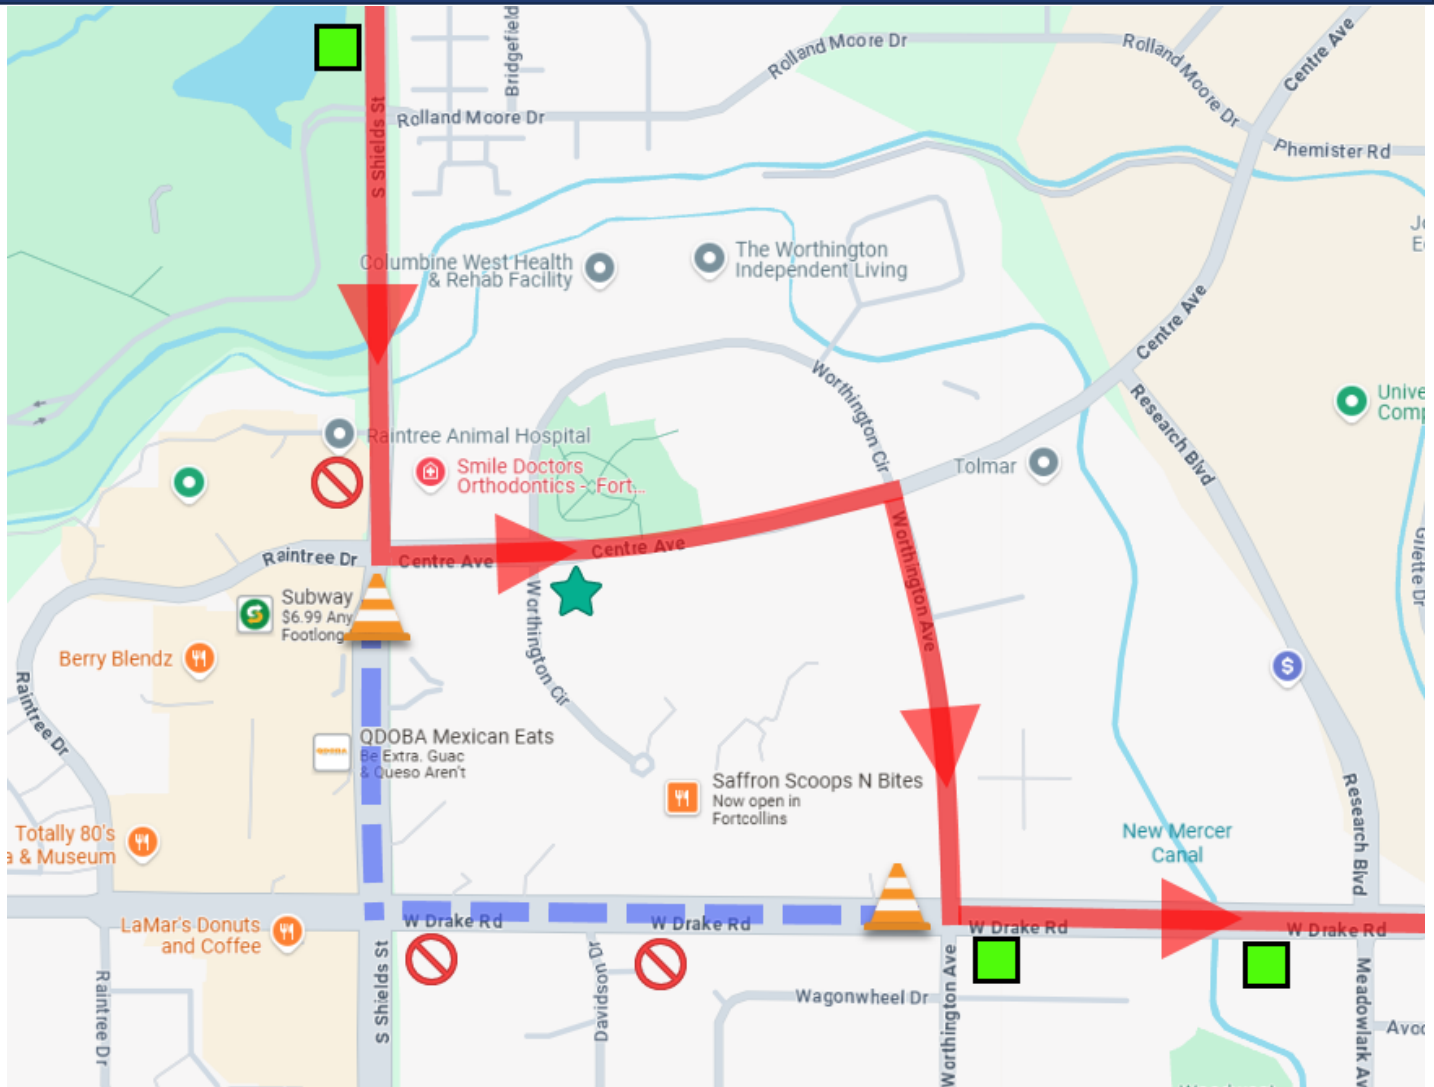 Bridgefield
Rolland Moore Dr
Rolland Moore Dr
Centre Ave
S Shields St
Rolland Moore Dr
Phemister Rd
Columbine West Health
& Rehab Facility
The Worthington
Independent Living
Centre Ave
Worthington Cir
Research Blvd
Unive
Comp
Raintree Animal Hospital
Smile Doctors
Orthodontics - Fort...
Tolmar
Raintree Dr
Centre Ave
Centre Ave
Worthington Ave
Gillette Dr
Subway
$6.99 Any
Footlong
Worthington Cir
Berry Blendz
Raintree Dr
QDOBA Mexican Eats
Be Extra. Guac
& Queso Aren't
QDOBA
$
Saffron Scoops N Bites
Now open in
Fortcollins
Research Blvd
Totally 80's
a & Museum
New Mercer
Canal
LaMar's Donuts
and Coffee
W Drake Rd
W Drake Rd
W Drake Rd
W Drake Rd
Raintree Dr
S Shields St
Davidson Dr
Wagonwheel Dr
Worthington Ave
Meadowlark Av
Avoc